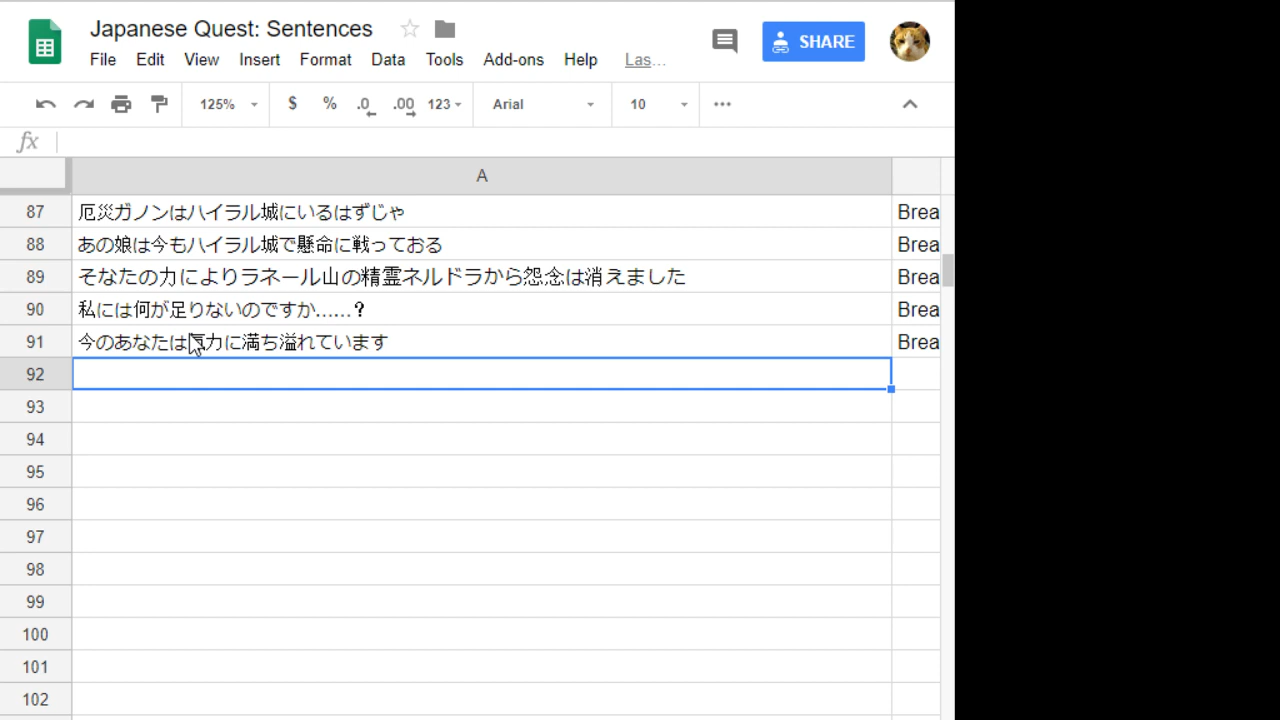 Japanese Quest: Sentences
File Edit View Insert Format Data Tools Add-ons Help Las...
SHARE
125% $ % .0 .00 123 Arial 10
fx
A
87 厄災ガノンはハイラル城にいるはずじゃ Brea
88 あの娘は今もハイラル城で懸命に戦っておる Brea
89 そなたの力によりラネール山の精霊ネルドラから怨念は消えました Brea
90 私には何が足りないのですか……？ Brea
91 今のあなたは気力に満ち溢れています Brea
92
93
94
95
96
97
98
99
100
101
102